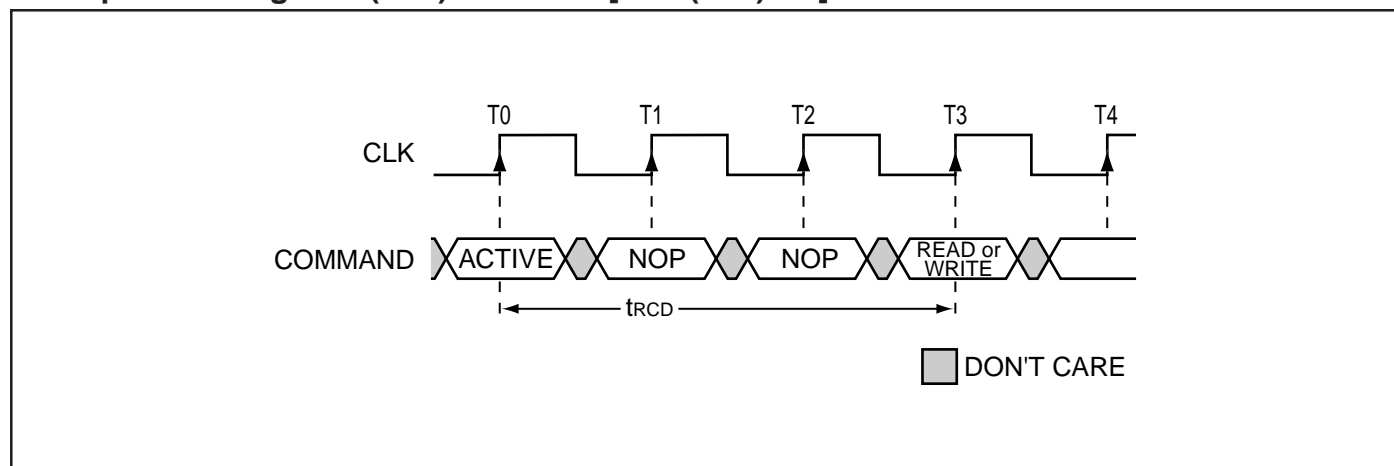 T0 T1 T2 T3 T4
CLK
COMMAND ACTIVE NOP NOP READ or
WRITE
tRCD
DON'T CARE